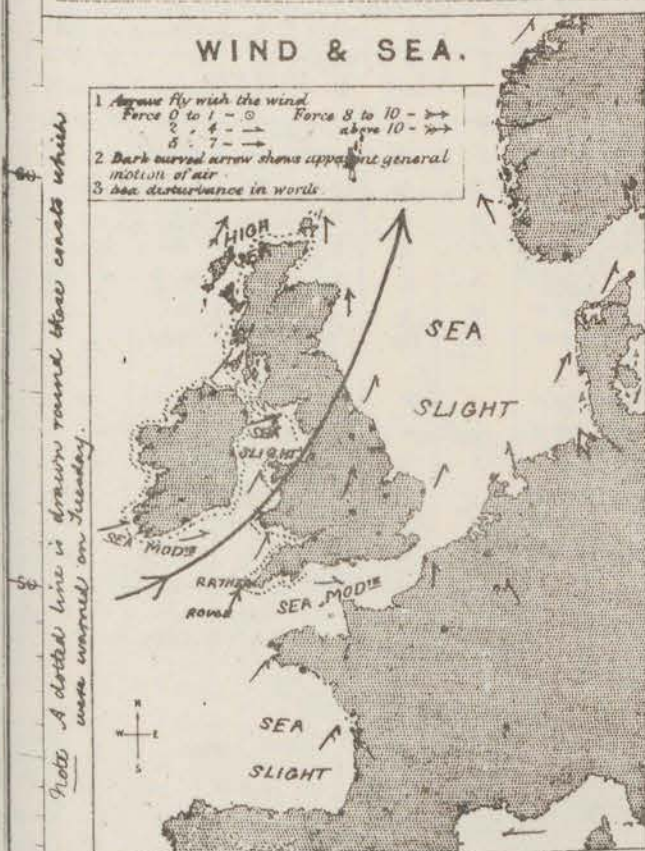 WIND & SEA.
1 Arrows fly with the wind
Force 0 to 1 - ⊙ Force 8 to 10 -
2 „ 4 - above 10 -
5 . 7 -
2 Dark curved arrow shows apparent general
motion of air
3 Sea disturbance in words.
HIGH
SEA
SEA
SLIGHT
SEA
SLIGHT
SEA MODTE
RATHER
ROUGH
SEA MODTE
SEA
SLIGHT
N
W E
S
50
Note A dotted line is drawn round those coasts which
were warned on Tuesday.